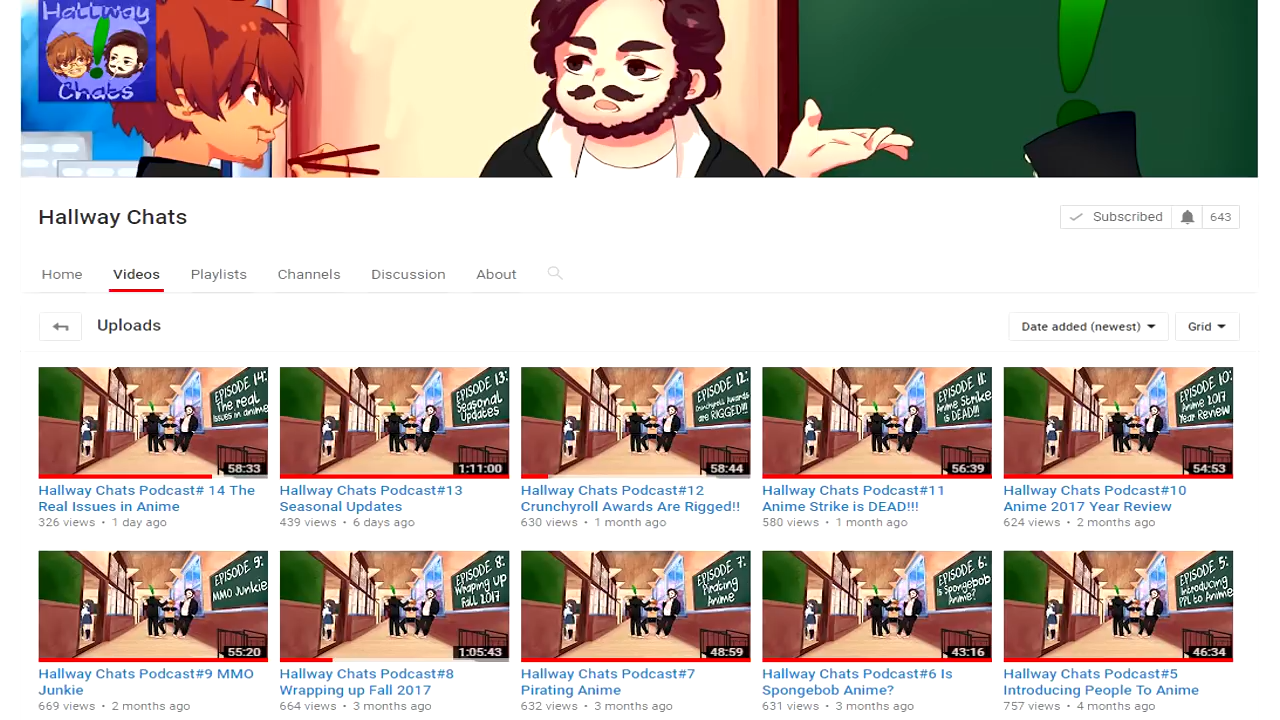 Hallway
Chats
Hallway Chats
Subscribed 643
Home Videos Playlists Channels Discussion About
Uploads
Date added (newest) Grid
EPISODE 14:
The real
issues in anime
58:33
EPISODE 13:
Seasonal
Updates
1:11:00
EPISODE 12:
Crunchyroll Awards
are RIGGED!!!
58:44
EPISODE 11:
Anime Strike
is DEAD!!!
56:39
EPISODE 10:
Anime 2017
Year Review
54:53
Hallway Chats Podcast# 14 The
Real Issues in Anime
326 views • 1 day ago
Hallway Chats Podcast#13
Seasonal Updates
439 views • 6 days ago
Hallway Chats Podcast#12
Crunchyroll Awards Are Rigged!!
630 views • 1 month ago
Hallway Chats Podcast#11
Anime Strike is DEAD!!!
580 views • 1 month ago
Hallway Chats Podcast#10
Anime 2017 Year Review
624 views • 2 months ago
EPISODE 9:
MMO Junkie
55:20
EPISODE 8:
Wraping up
Fall 2017
1:05:43
EPISODE 7:
Pirating
Anime
48:59
EPISODE 6:
Is Spongebob
Anime?
43:16
EPISODE 5:
Introducing
PPL to Anime
46:34
Hallway Chats Podcast#9 MMO
Junkie
669 views • 2 months ago
Hallway Chats Podcast#8
Wrapping up Fall 2017
664 views • 3 months ago
Hallway Chats Podcast#7
Pirating Anime
632 views • 3 months ago
Hallway Chats Podcast#6 Is
Spongebob Anime?
631 views • 3 months ago
Hallway Chats Podcast#5
Introducing People To Anime
757 views • 4 months ago